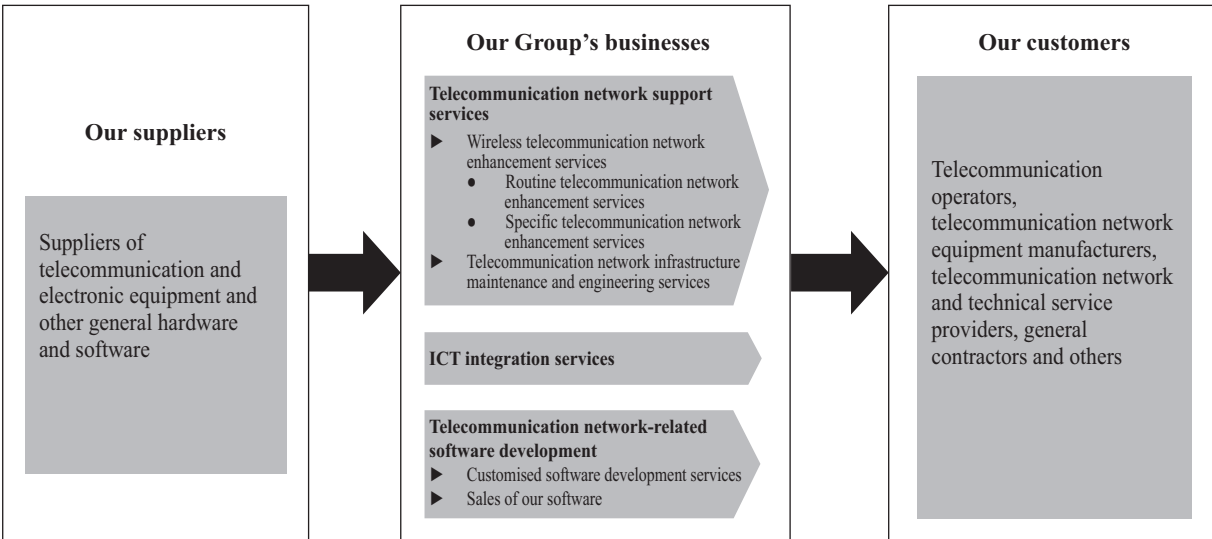 Our suppliers
Suppliers of
telecommunication and
electronic equipment and
other general hardware
and software
Our Group's businesses
Telecommunication network support
services
▶ Wireless telecommunication network
enhancement services
● Routine telecommunication network
enhancement services
● Specific telecommunication network
enhancement services
▶ Telecommunication network infrastructure
maintenance and engineering services
ICT integration services
Telecommunication network-related
software development
▶ Customised software development services
▶ Sales of our software
Our customers
Telecommunication
operators,
telecommunication network
equipment manufacturers,
telecommunication network
and technical service
providers, general
contractors and others